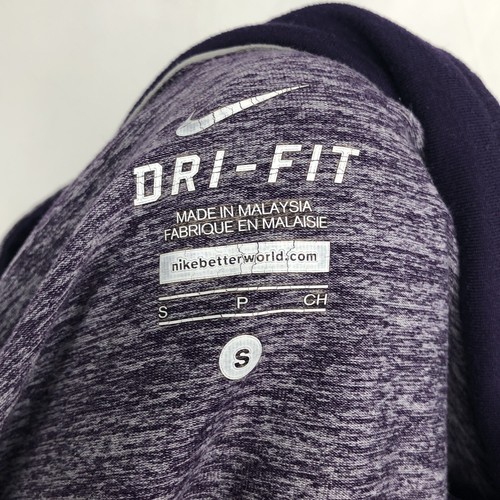 DRI-FIT
MADE IN MALAYSIA
FABRIQUE EN MALAISIE
nikebetterworld.com
S P CH
S